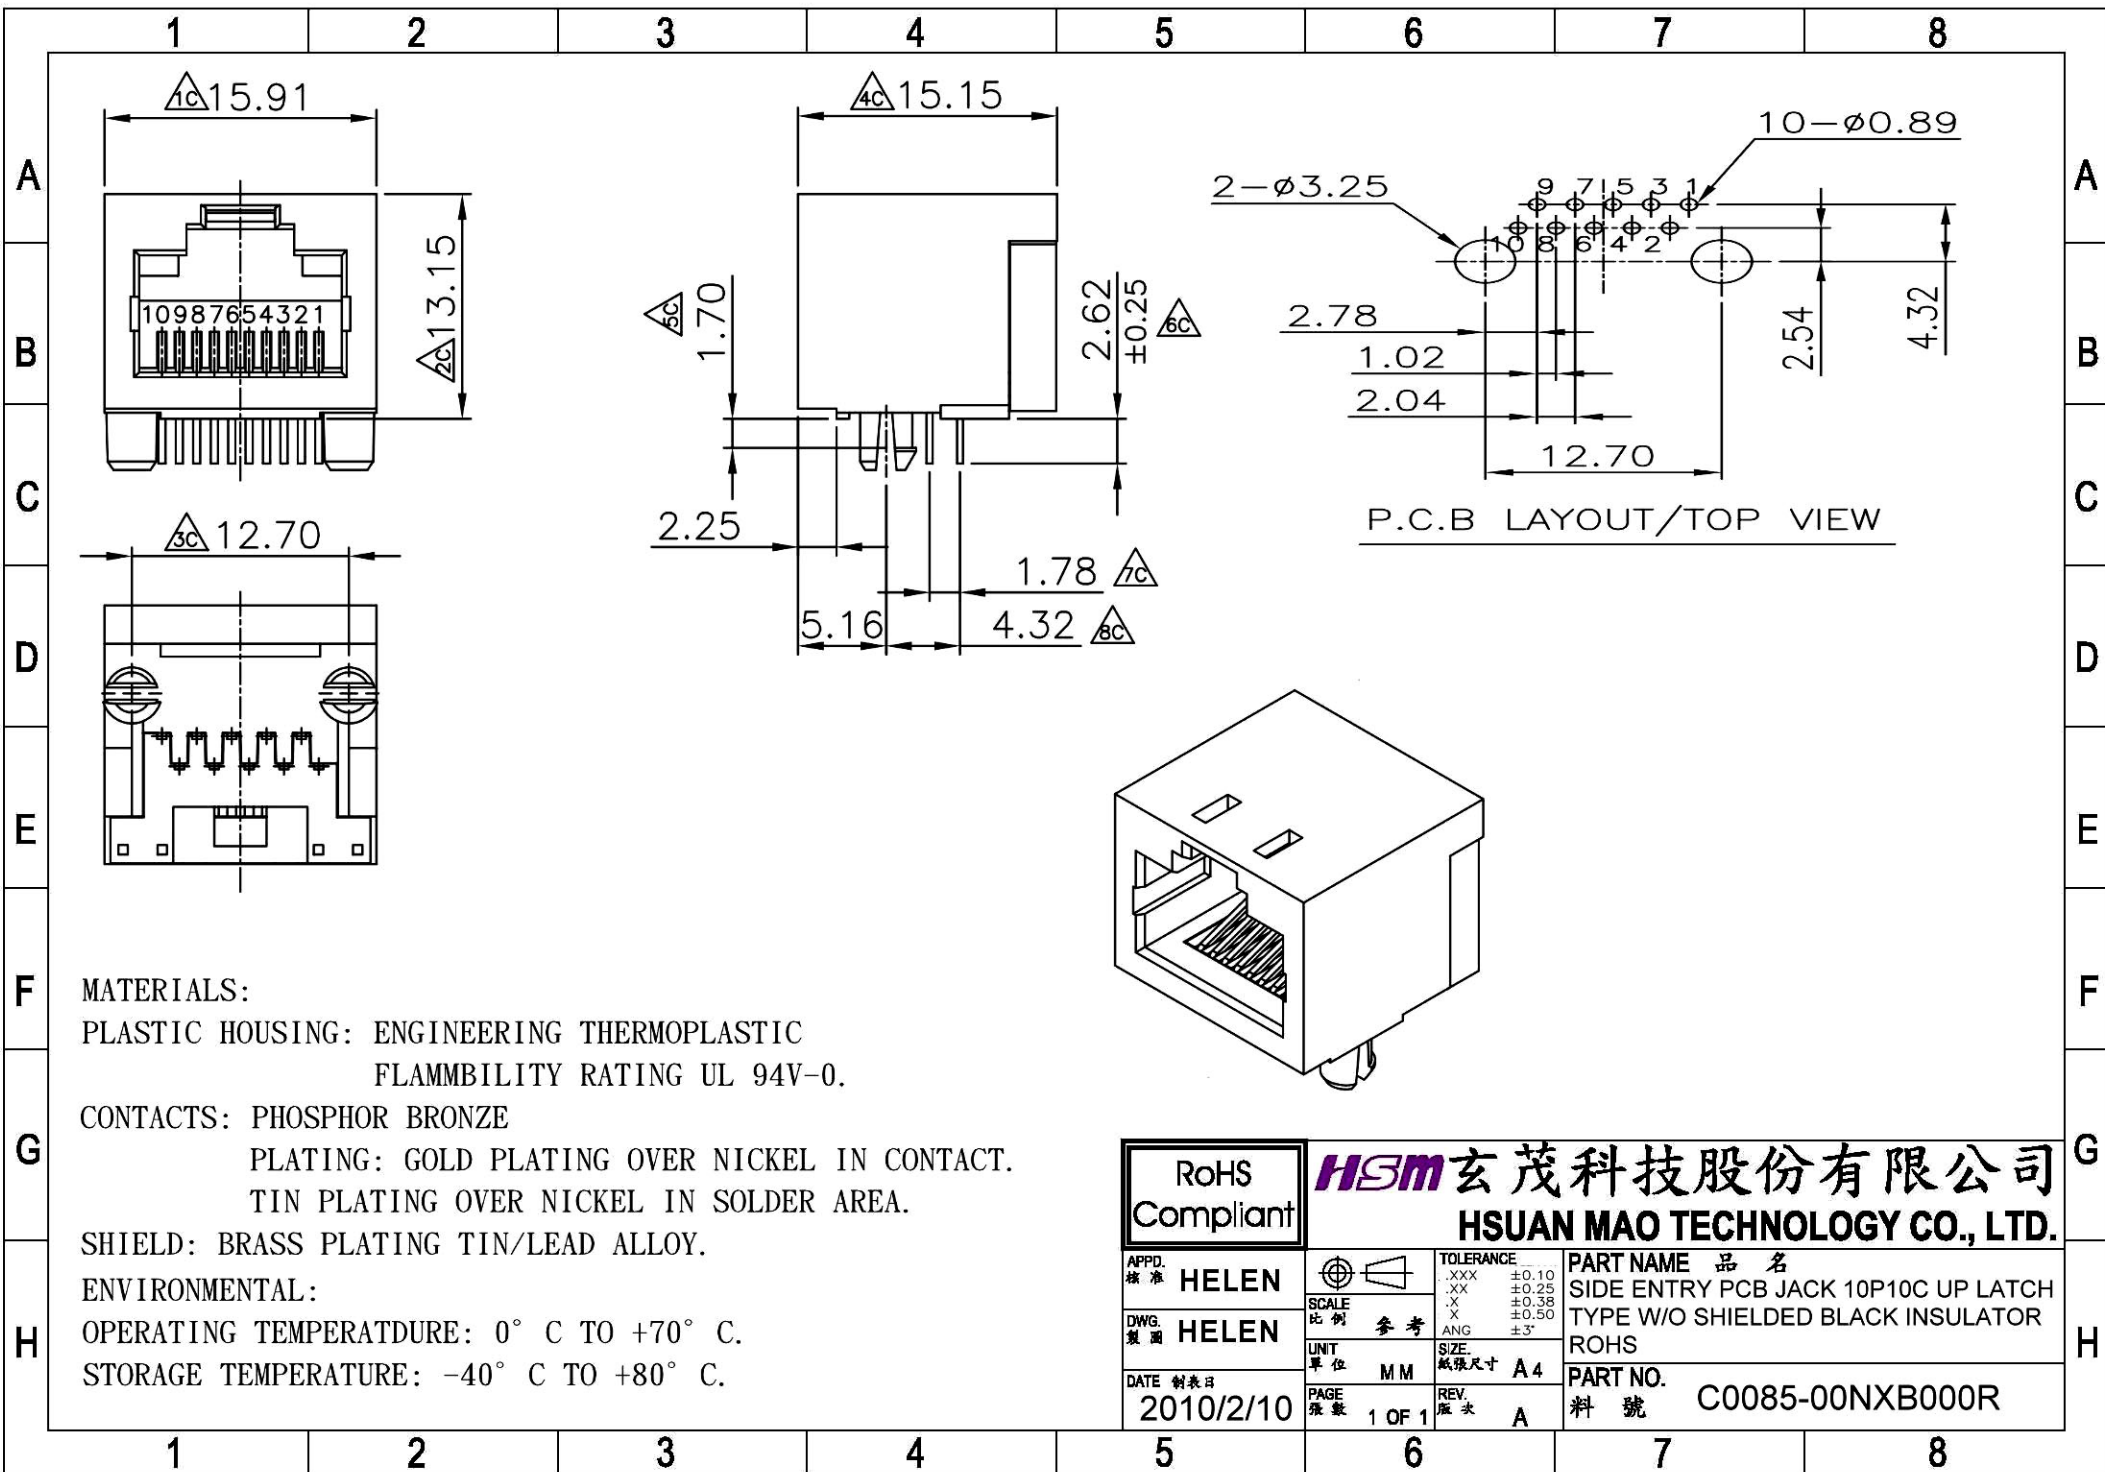 1 2 3 4 5 6 7 8
A
B
C
D
E
F
G
H
A
B
C
D
E
F
G
H
1C 15.91
2C 13.15
10987654321
3C 12.70
4C 15.15
5C 1.70
2.62
±0.25
6C
2.25
1.78 7C
5.16
4.32 8C
10-ø0.89
2-ø3.25
9 7 5 3 1
10 8 6 4 2
2.78
1.02
2.04
12.70
2.54
4.32
P.C.B LAYOUT/TOP VIEW
MATERIALS:
PLASTIC HOUSING: ENGINEERING THERMOPLASTIC
FLAMMBILITY RATING UL 94V-0.
CONTACTS: PHOSPHOR BRONZE
PLATING: GOLD PLATING OVER NICKEL IN CONTACT.
TIN PLATING OVER NICKEL IN SOLDER AREA.
SHIELD: BRASS PLATING TIN/LEAD ALLOY.
ENVIRONMENTAL:
OPERATING TEMPERATDURE: 0° C TO +70° C.
STORAGE TEMPERATURE: -40° C TO +80° C.
RoHS
Compliant
HSM 玄茂科技股份有限公司
HSUAN MAO TECHNOLOGY CO., LTD.
APPD.
核准 HELEN
DWG.
製圖 HELEN
DATE 制表日
2010/2/10
SCALE
比例 參考
UNIT
單位 MM
PAGE
張數 1 OF 1
TOLERANCE
.XXX ±0.10
.XX ±0.25
.X ±0.38
X ±0.50
ANG ±3°
SIZE.
紙張尺寸 A4
REV.
版次 A
PART NAME 品 名
SIDE ENTRY PCB JACK 10P10C UP LATCH
TYPE W/O SHIELDED BLACK INSULATOR
ROHS
PART NO.
料 號 C0085-00NXB000R
1 2 3 4 5 6 7 8